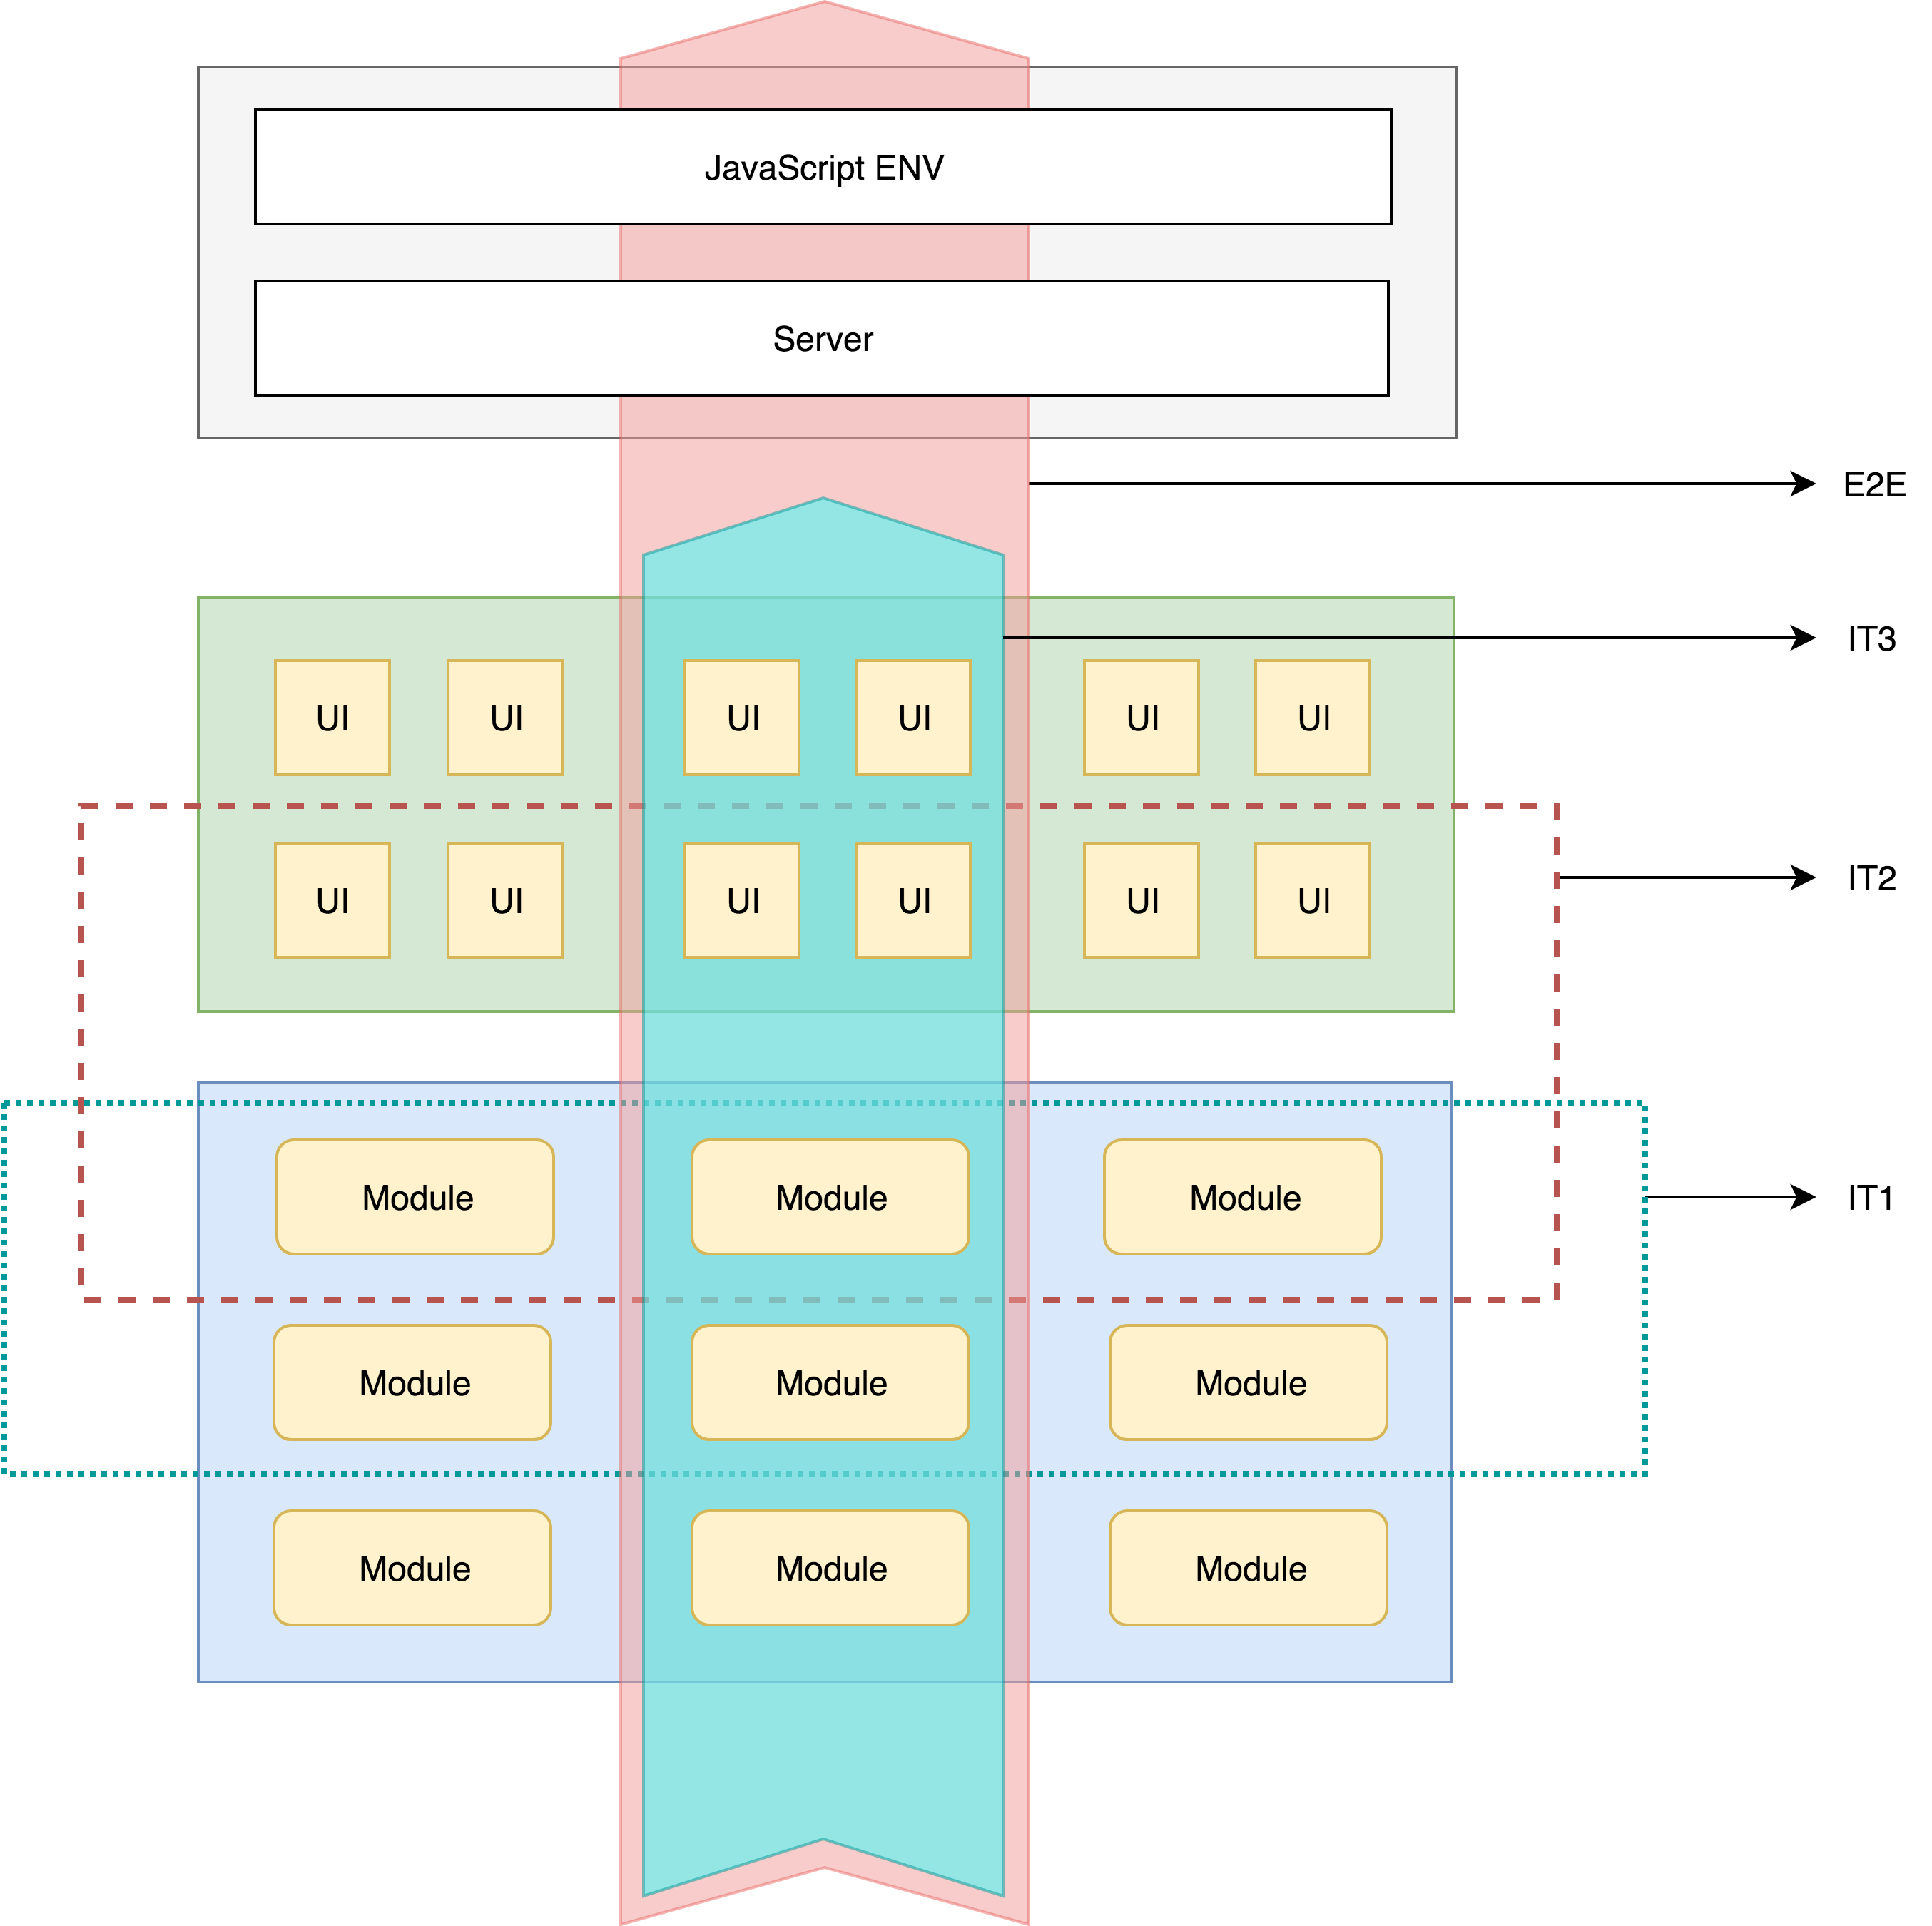 JavaScript ENV
Server
E2E
IT3
UI UI UI UI UI UI
IT2
UI UI UI UI UI UI
Module Module Module
IT1
Module Module Module
Module Module Module